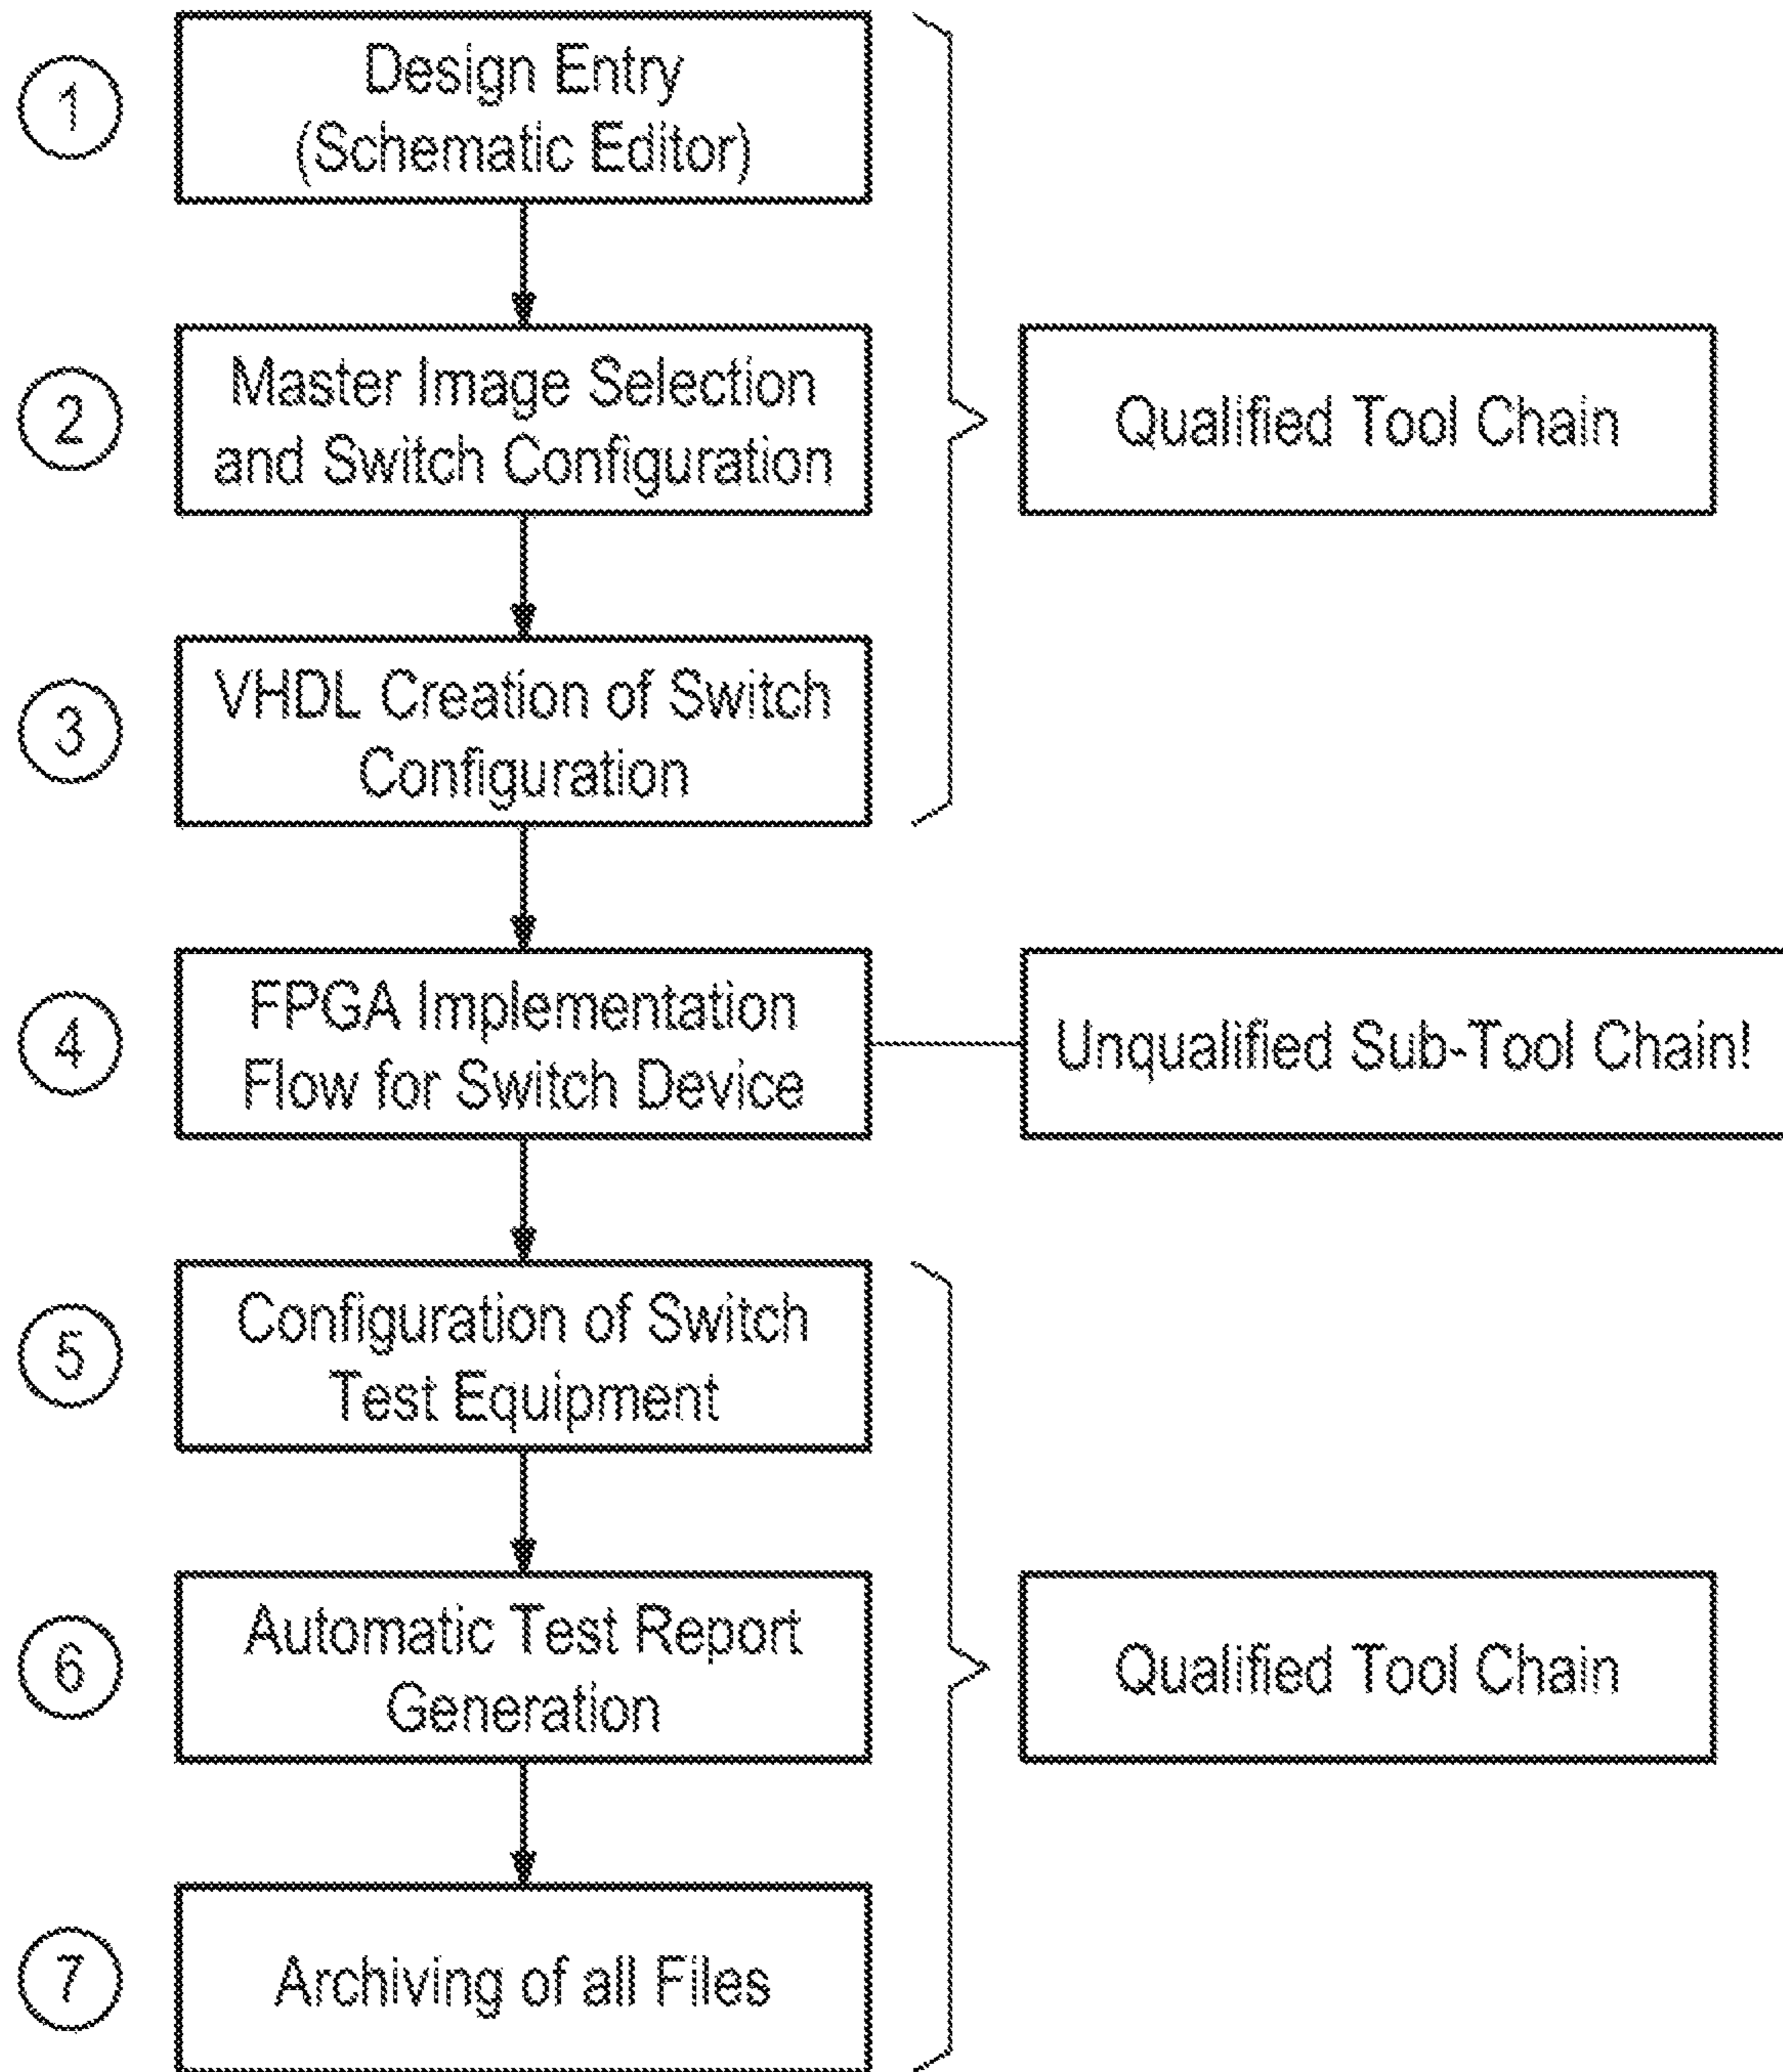 1
Design Entry
(Schematic Editor)
2
Master Image Selection
and Switch Configuration
Qualified Tool Chain
3
VHDL Creation of Switch
Configuration
4
FPGA Implementation
Flow for Switch Device
Unqualified Sub-Tool Chain!
5
Configuration of Switch
Test Equipment
6
Automatic Test Report
Generation
Qualified Tool Chain
7
Archiving of all Files